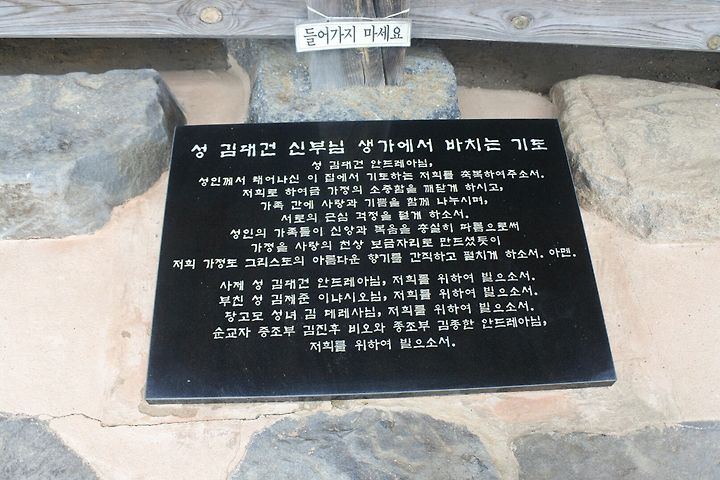 들어가지 마세요
성 김대건 신부님 생가에서 바치는 기도
성 김대건 안드레아님,
성인께서 태어나신 이 집에서 기도하는 저희를 축복하여주소서.
저희로 하여금 가정의 소중함을 깨닫게 하시고,
가족 간에 사랑과 기쁨을 함께 나누시며,
서로의 근심 걱정을 덜게 하소서.
성인의 가족들이 신앙과 복음을 충실히 따름으로써
가정을 사랑의 천상 보금자리로 만드셨듯이
저희 가정도 그리스도의 아름다운 향기를 간직하고 펼치게 하소서. 아멘.
사제 성 김대건 안드레아님, 저희를 위하여 빌으소서.
부친 성 김제준 이냐시오님, 저희를 위하여 빌으소서.
당고모 성녀 김 데레사님, 저희를 위하여 빌으소서.
순교자 증조부 김진후 비오와 종조부 김종한 안드레아님,
저희를 위하여 빌으소서.